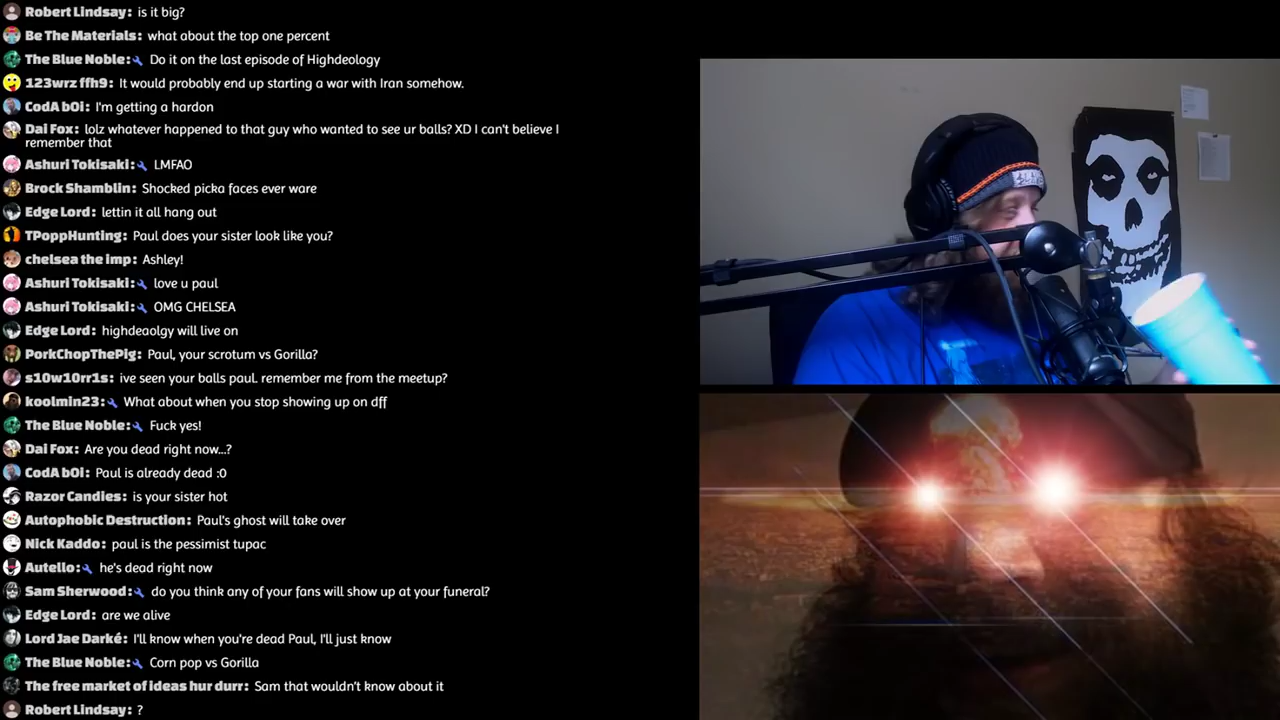 Robert Lindsay: is it big?
Be The Materials: what about the top one percent
The Blue Noble: Do it on the last episode of Highdeology
123wrz ffh9: It would probably end up starting a war with Iran somehow.
CodA bOi: I'm getting a hardon
Dai Fox: lolz whatever happened to that guy who wanted to see ur balls? XD I can't believe I
remember that
Ashuri Tokisaki: LMFAO
Brock Shamblin: Shocked picka faces ever ware
Edge Lord: lettin it all hang out
TPoppHunting: Paul does your sister look like you?
chelsea the imp: Ashley!
Ashuri Tokisaki: love u paul
Ashuri Tokisaki: OMG CHELSEA
Edge Lord: highdeaolgy will live on
PorkChopThePig: Paul, your scrotum vs Gorilla?
s10w10rr1s: ive seen your balls paul. remember me from the meetup?
koolmin23: What about when you stop showing up on dff
The Blue Noble: Fuck yes!
Dai Fox: Are you dead right now...?
CodA bOi: Paul is already dead :0
Razor Candies: is your sister hot
Autophobic Destruction: Paul's ghost will take over
Nick Kaddo: paul is the pessimist tupac
Autello: he's dead right now
Sam Sherwood: do you think any of your fans will show up at your funeral?
Edge Lord: are we alive
Lord Jae Darké: I'll know when you're dead Paul, I'll just know
The Blue Noble: Corn pop vs Gorilla
The free market of ideas hur durr: Sam that wouldn't know about it
Robert Lindsay: ?